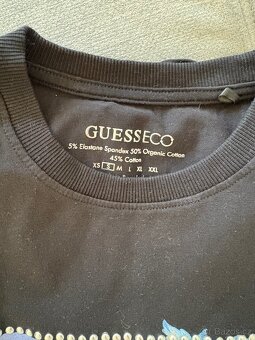 GUESSECO
5% Elastane Spandex 50% Organic Cotton
45% Cotton
XS S M L XL XXL